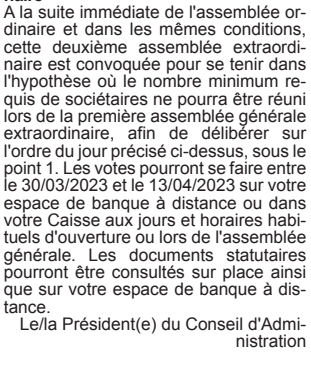 A la suite immédiate de l'assemblée or-
dinaire et dans les mêmes conditions,
cette deuxième assemblée extraordi-
naire est convoquée pour se tenir dans
l'hypothèse où le nombre minimum re-
quis de sociétaires ne pourra être réuni
lors de la première assemblée générale
extraordinaire, afin de délibérer sur
l'ordre du jour précisé ci-dessus, sous le
point 1. Les votes pourront se faire entre
le 30/03/2023 et le 13/04/2023 sur votre
espace de banque à distance ou dans
votre Caisse aux jours et horaires habi-
tuels d'ouverture ou lors de l'assemblée
générale. Les documents statutaires
pourront être consultés sur place ainsi
que sur votre espace de banque à dis-
tance.
Le/la Président(e) du Conseil d'Admi-
nistration